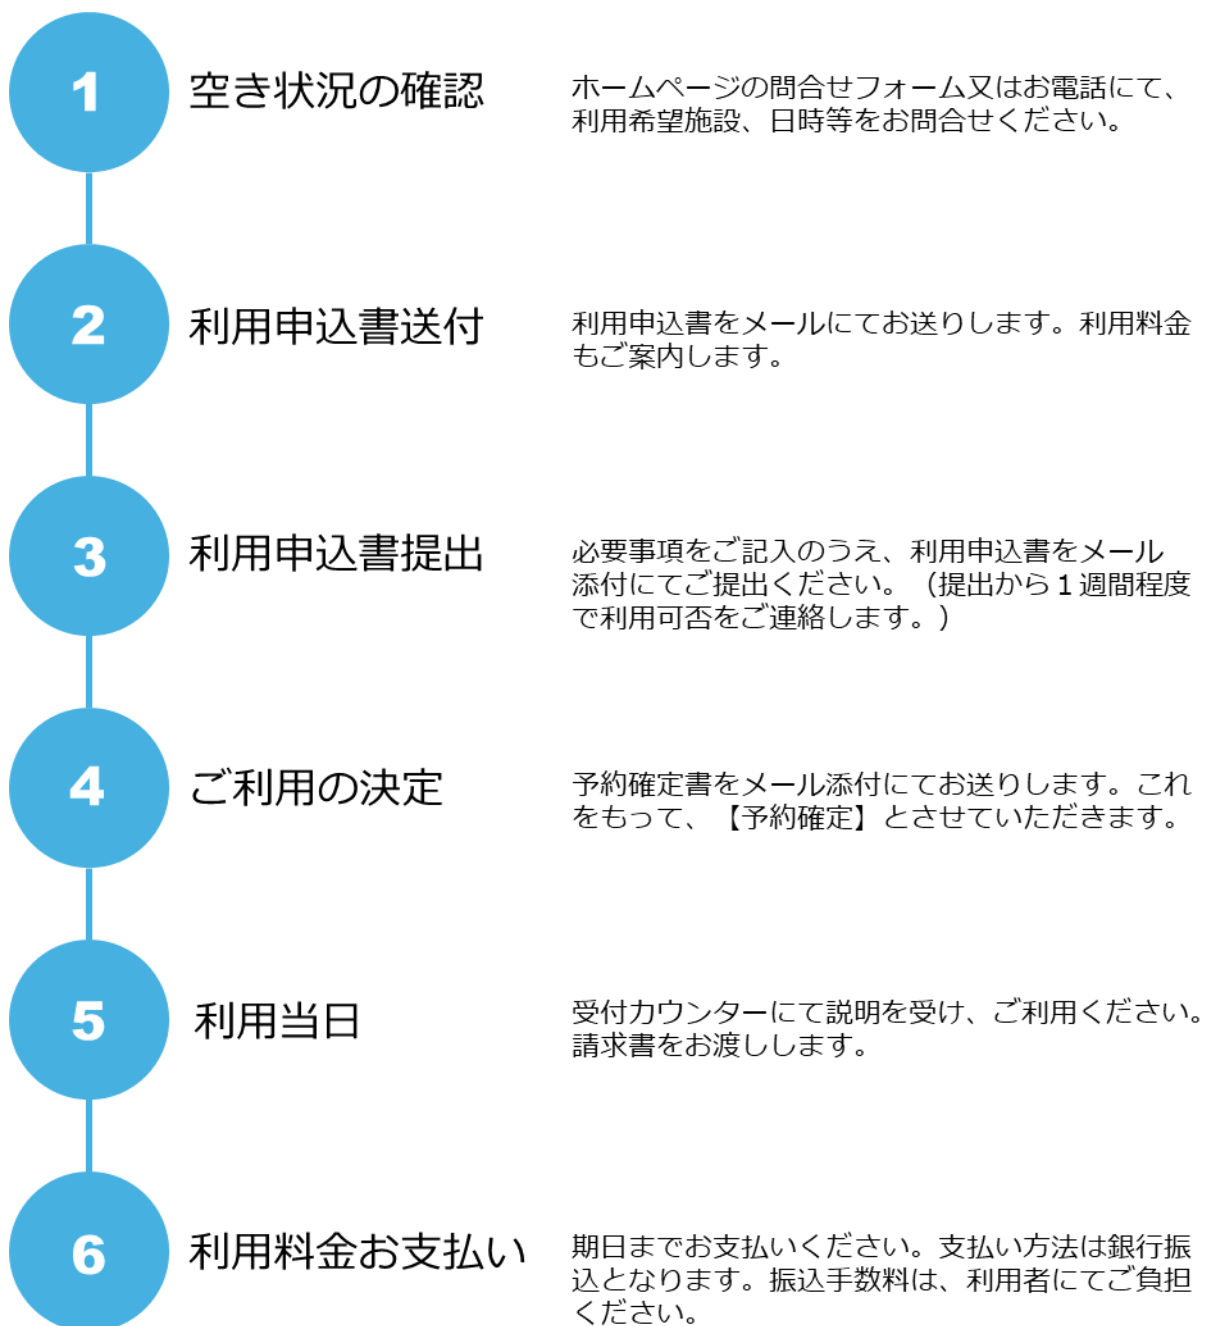 1
空き状況の確認
ホームページの問合せフォーム又はお電話にて、
利用希望施設、日時等をお問合せください。
2
利用申込書送付
利用申込書をメールにてお送りします。利用料金
もご案内します。
3
利用申込書提出
必要事項をご記入のうえ、利用申込書をメール
添付にてご提出ください。（提出から１週間程度
で利用可否をご連絡します。）
4
ご利用の決定
予約確定書をメール添付にてお送りします。これ
をもって、【予約確定】とさせていただきます。
5
利用当日
受付カウンターにて説明を受け、ご利用ください。
請求書をお渡しします。
6
利用料金お支払い
期日までお支払いください。支払い方法は銀行振
込となります。振込手数料は、利用者にてご負担
ください。